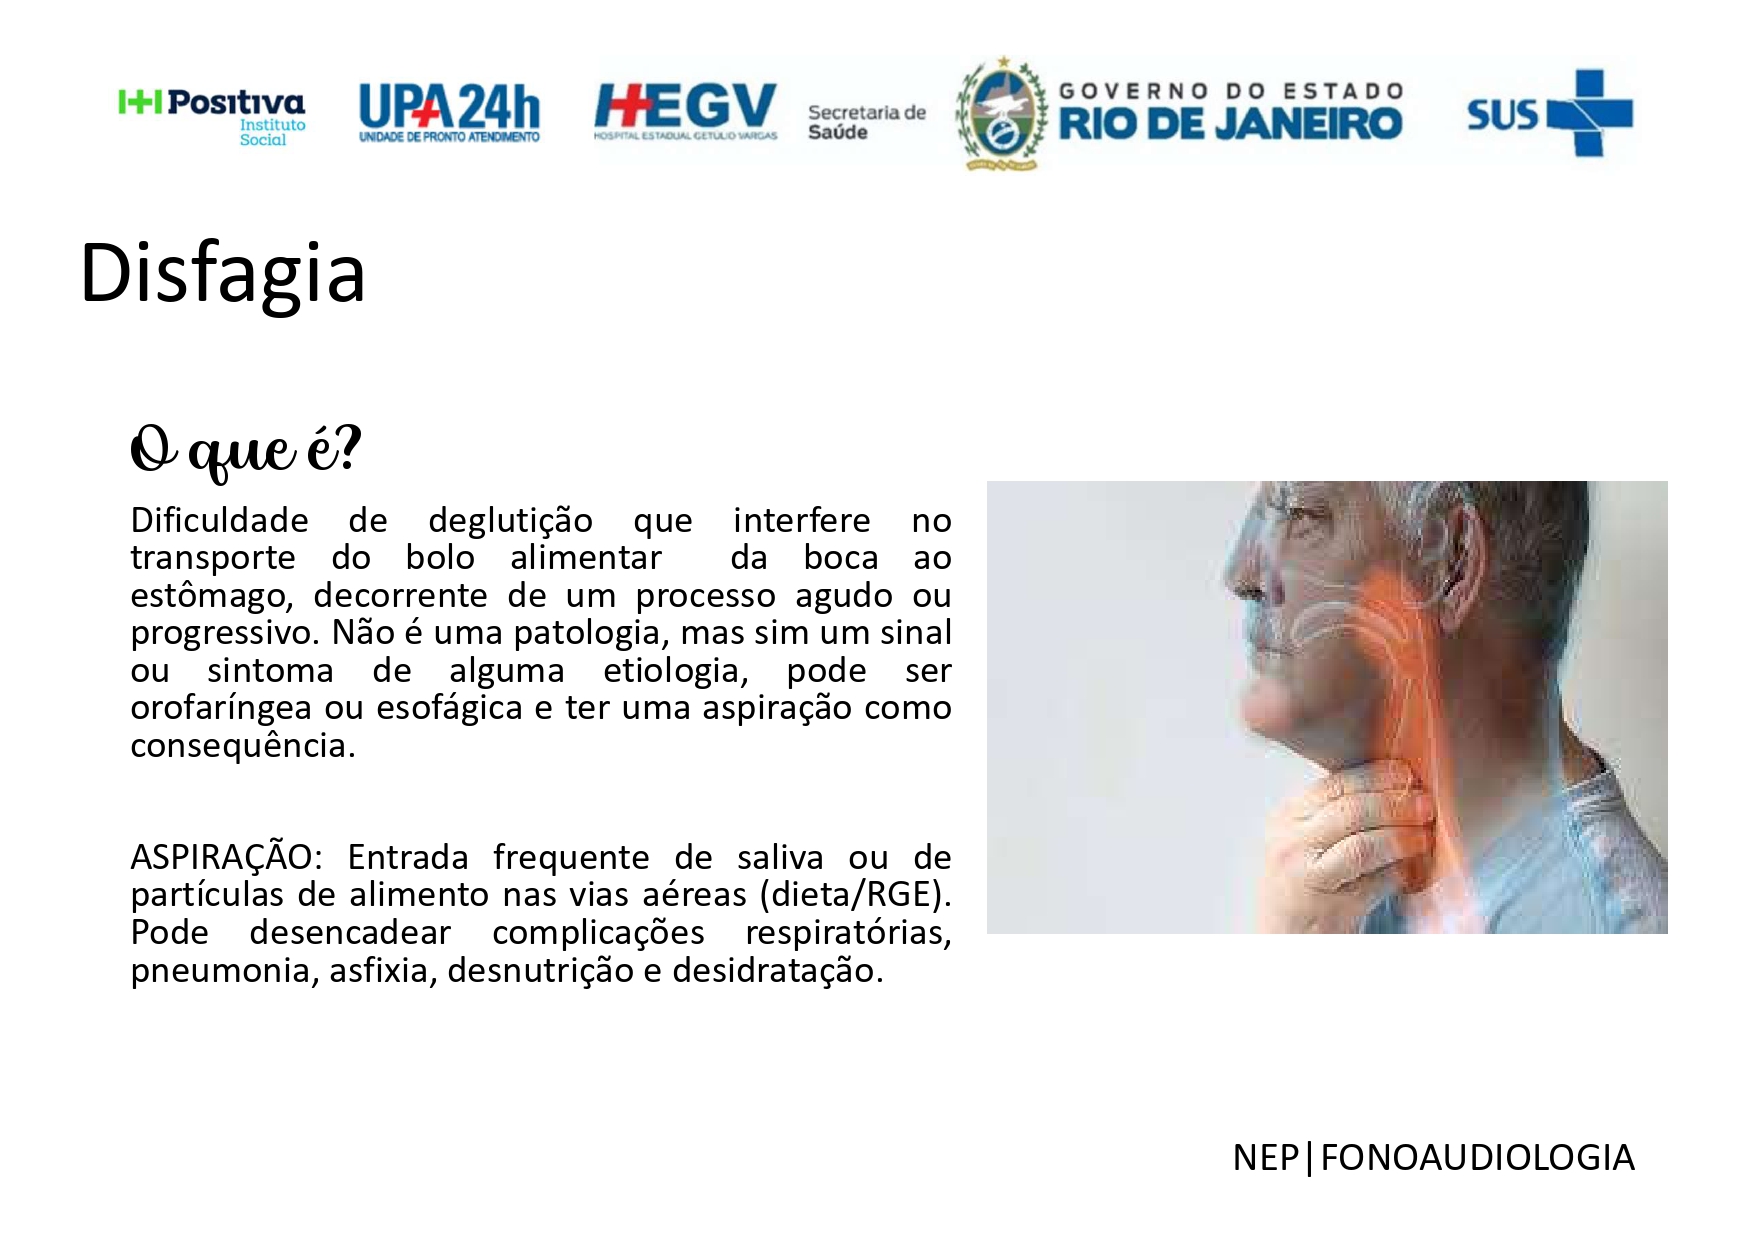 Positiva
Instituto
Social
UPA 24h
UNIDADE DE PRONTO ATENDIMENTO
HEGV
HOSPITAL ESTADUAL GETÚLIO VARGAS
Secretaria de
Saúde
GOVERNO DO ESTADO
RIO DE JANEIRO
SUS
Disfagia
O que é?
Dificuldade de deglutição que interfere no
transporte do bolo alimentar da boca ao
estômago, decorrente de um processo agudo ou
progressivo. Não é uma patologia, mas sim um sinal
ou sintoma de alguma etiologia, pode ser
orofaríngea ou esofágica e ter uma aspiração como
consequência.
ASPIRAÇÃO: Entrada frequente de saliva ou de
partículas de alimento nas vias aéreas (dieta/RGE).
Pode desencadear complicações respiratórias,
pneumonia, asfixia, desnutrição e desidratação.
NEP|FONOAUDIOLOGIA